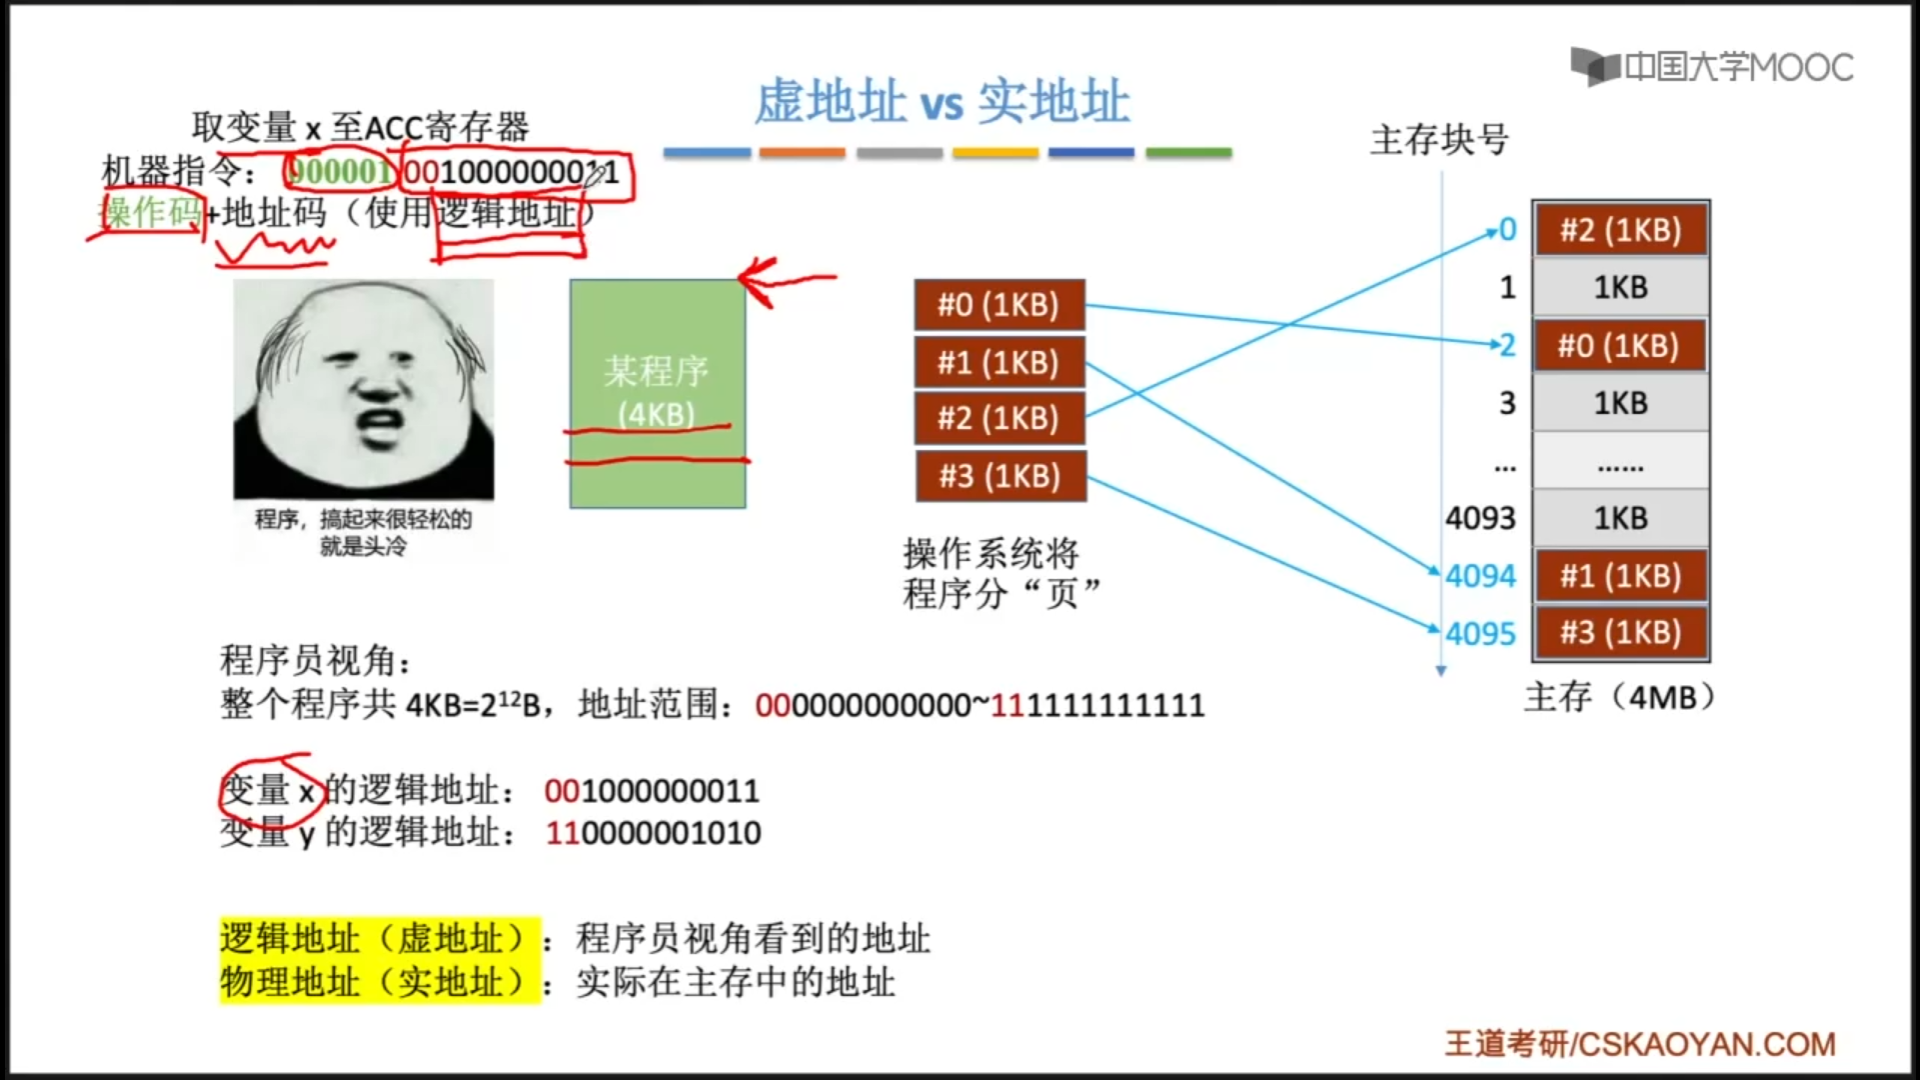 中国大学MOOC
虚地址 vs 实地址
取变量 x 至ACC寄存器
机器指令：000001 001000000011
操作码+地址码（使用逻辑地址）
程序，搞起来很轻松的
就是头冷
某程序
(4KB)
#0 (1KB)
#1 (1KB)
#2 (1KB)
#3 (1KB)
操作系统将
程序分“页”
主存块号
0 #2 (1KB)
1 1KB
2 #0 (1KB)
3 1KB
... ......
4093 1KB
4094 #1 (1KB)
4095 #3 (1KB)
主存（4MB）
程序员视角：
整个程序共 4KB=2¹²B，地址范围：000000000000~111111111111
变量 x 的逻辑地址： 001000000011
变量 y 的逻辑地址： 110000001010
逻辑地址（虚地址）：程序员视角看到的地址
物理地址（实地址）：实际在主存中的地址
王道考研/CSKAOYAN.COM